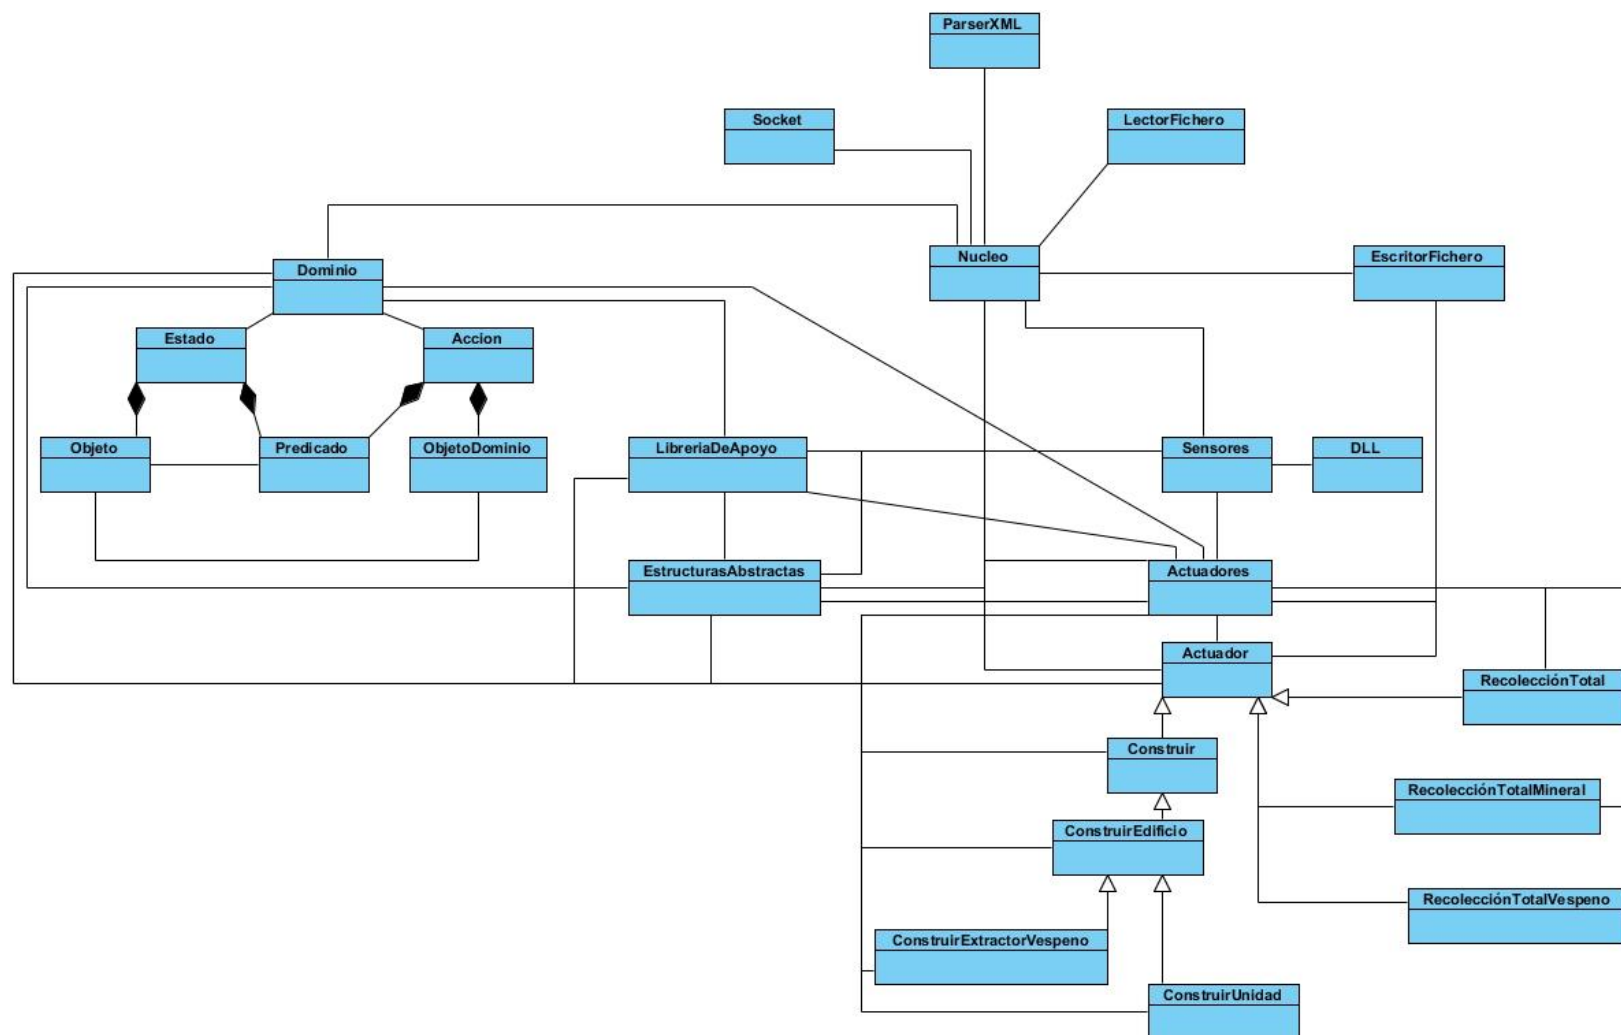 ParserXML
Socket
LectorFichero
Nucleo
EscritorFichero
Dominio
Estado
Accion
Objeto
Predicado
ObjetoDominio
LibreriaDeApoyo
Sensores
DLL
EstructurasAbstractas
Actuadores
Actuador
RecolecciónTotal
Construir
RecolecciónTotalMineral
ConstruirEdificio
RecolecciónTotalVespeno
ConstruirExtractorVespeno
ConstruirUnidad